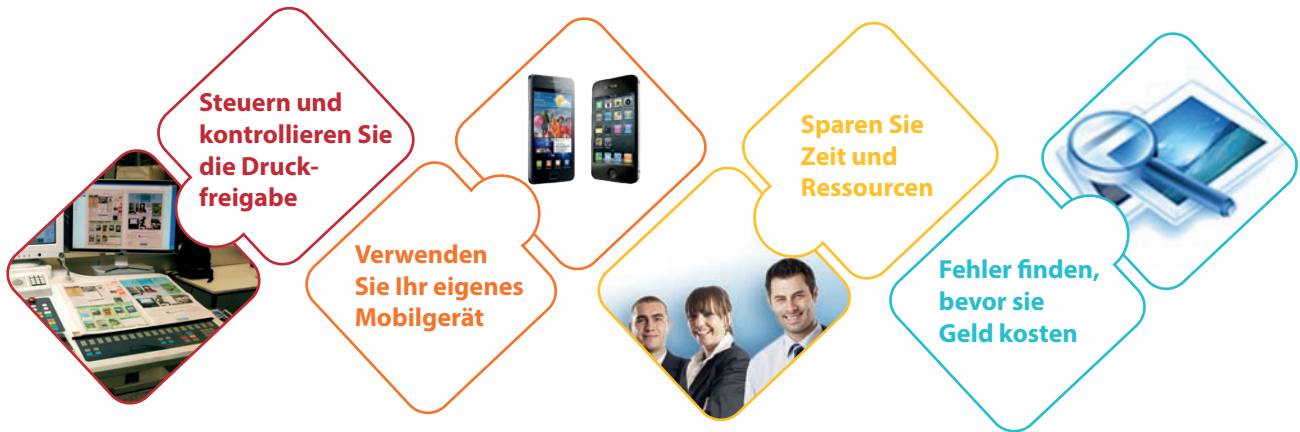 Steuern und
kontrollieren Sie
die Druck-
freigabe
Verwenden
Sie Ihr eigenes
Mobilgerät
Sparen Sie
Zeit und
Ressourcen
Fehler finden,
bevor sie
Geld kosten